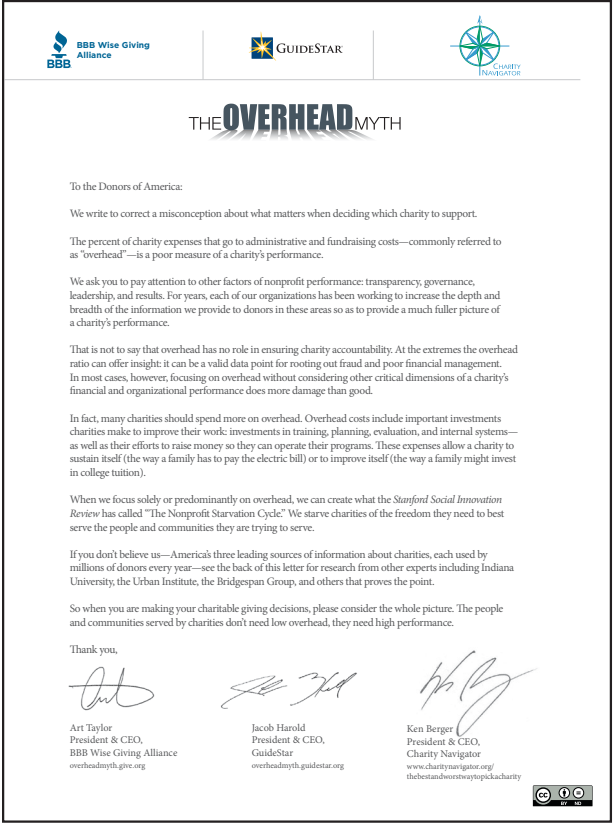 BBB Wise Giving
Alliance
BBB
GUIDESTAR
CHARITY
NAVIGATOR
THE OVERHEAD MYTH
To the Donors of America:
We write to correct a misconception about what matters when deciding which charity to support.
The percent of charity expenses that go to administrative and fundraising costs—commonly referred to
as “overhead”—is a poor measure of a charity’s performance.
We ask you to pay attention to other factors of nonprofit performance: transparency, governance,
leadership, and results. For years, each of our organizations has been working to increase the depth and
breadth of the information we provide to donors in these areas so as to provide a much fuller picture of
a charity’s performance.
That is not to say that overhead has no role in ensuring charity accountability. At the extremes the overhead
ratio can offer insight: it can be a valid data point for rooting out fraud and poor financial management.
In most cases, however, focusing on overhead without considering other critical dimensions of a charity’s
financial and organizational performance does more damage than good.
In fact, many charities should spend more on overhead. Overhead costs include important investments
charities make to improve their work: investments in training, planning, evaluation, and internal systems—
as well as their efforts to raise money so they can operate their programs. These expenses allow a charity to
sustain itself (the way a family has to pay the electric bill) or to improve itself (the way a family might invest
in college tuition).
When we focus solely or predominantly on overhead, we can create what the Stanford Social Innovation
Review has called “The Nonprofit Starvation Cycle.” We starve charities of the freedom they need to best
serve the people and communities they are trying to serve.
If you don’t believe us—America’s three leading sources of information about charities, each used by
millions of donors every year—see the back of this letter for research from other experts including Indiana
University, the Urban Institute, the Bridgespan Group, and others that proves the point.
So when you are making your charitable giving decisions, please consider the whole picture. The people
and communities served by charities don’t need low overhead, they need high performance.
Thank you,
Art Taylor
President & CEO,
BBB Wise Giving Alliance
overheadmyth.give.org
Jacob Harold
President & CEO,
GuideStar
overheadmyth.guidestar.org
Ken Berger
President & CEO,
Charity Navigator
www.charitynavigator.org/
thebestandworstwaytopickacharity
cc
BY ND